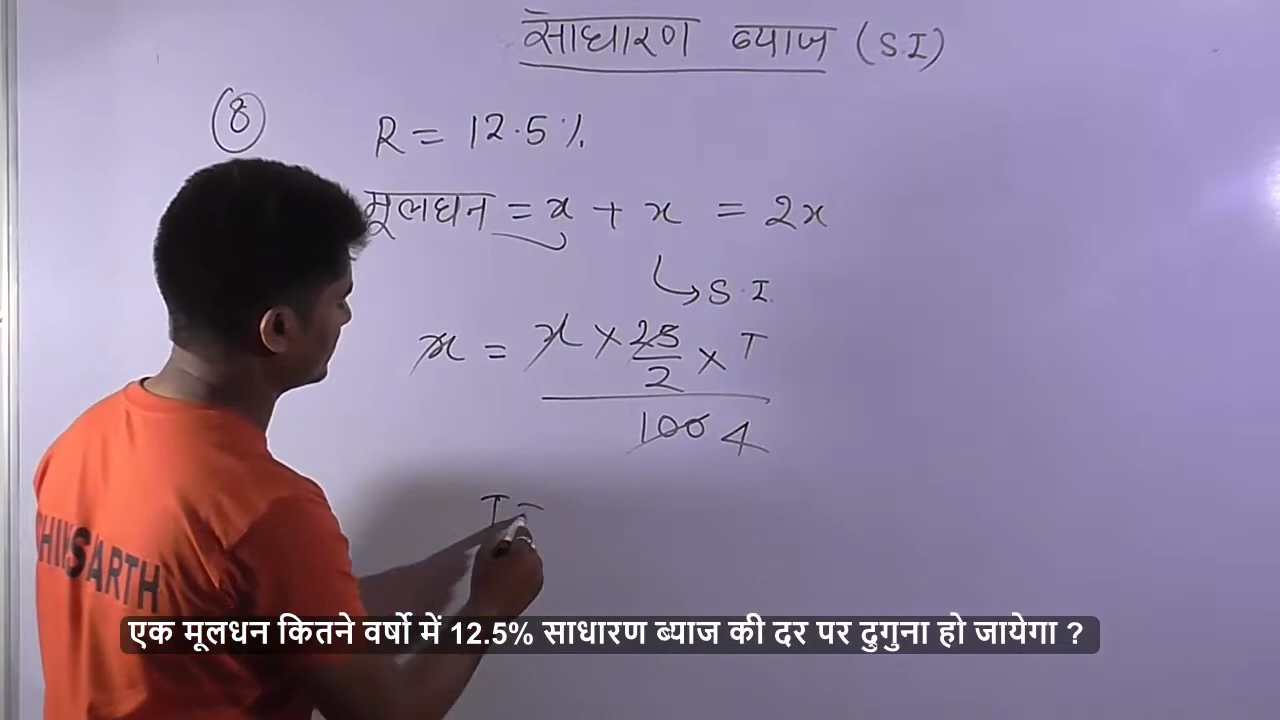 साधारण ब्याज (S.I)
8
R = 12.5%
मूलधन = x + x = 2x
S.I.
x = x × 25/2 × T
100 4
T =
HIKSARTH
एक मूलधन कितने वर्षो में 12.5% साधारण ब्याज की दर पर दुगुना हो जायेगा ?